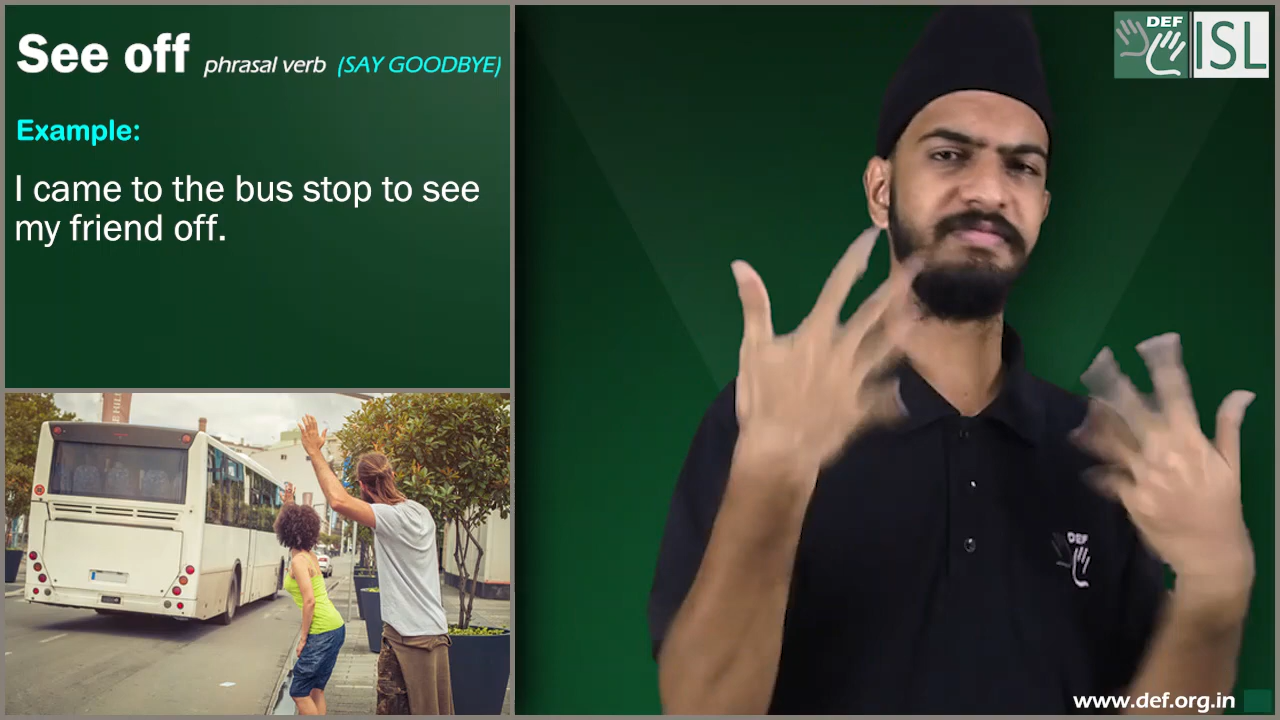 See off phrasal verb (SAY GOODBYE)
Example:
I came to the bus stop to see
my friend off.
DEF
ISL
DEF
www.def.org.in